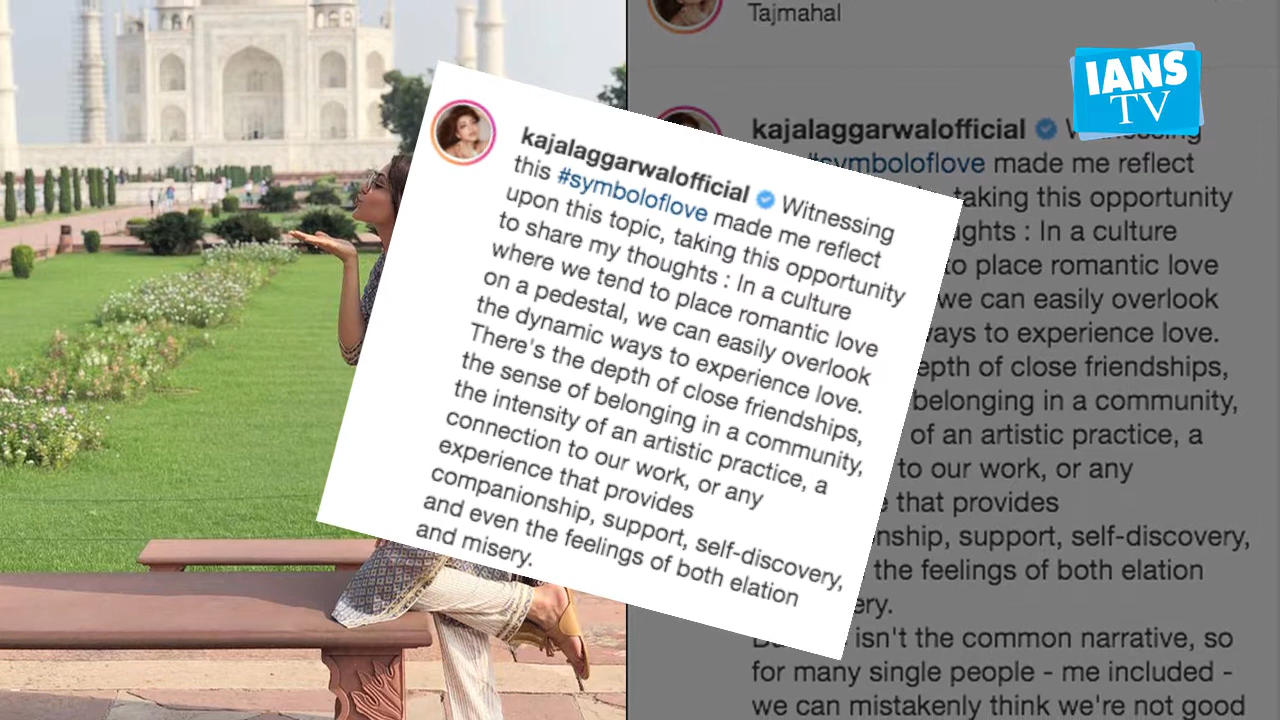 Tajmahal
IANS
TV
kajalaggarwalofficial Witnessing
this #symboloflove made me reflect
upon this topic, taking this opportunity
to share my thoughts : In a culture
where we tend to place romantic love
on a pedestal, we can easily overlook
the dynamic ways to experience love.
There's the depth of close friendships,
the sense of belonging in a community,
the intensity of an artistic practice, a
connection to our work, or any
experience that provides
companionship, support, self-discovery,
and even the feelings of both elation
and misery.
kajalaggarwalofficial
#symboloflove made me reflect
taking this opportunity
: In a culture
to place romantic love
we can easily overlook
to experience love.
of close friendships,
belonging in a community,
of an artistic practice, a
to our work, or any
that provides
support, self-discovery,
the feelings of both elation
isn't the common narrative, so
for many single people - me included -
we can mistakenly think we're not good